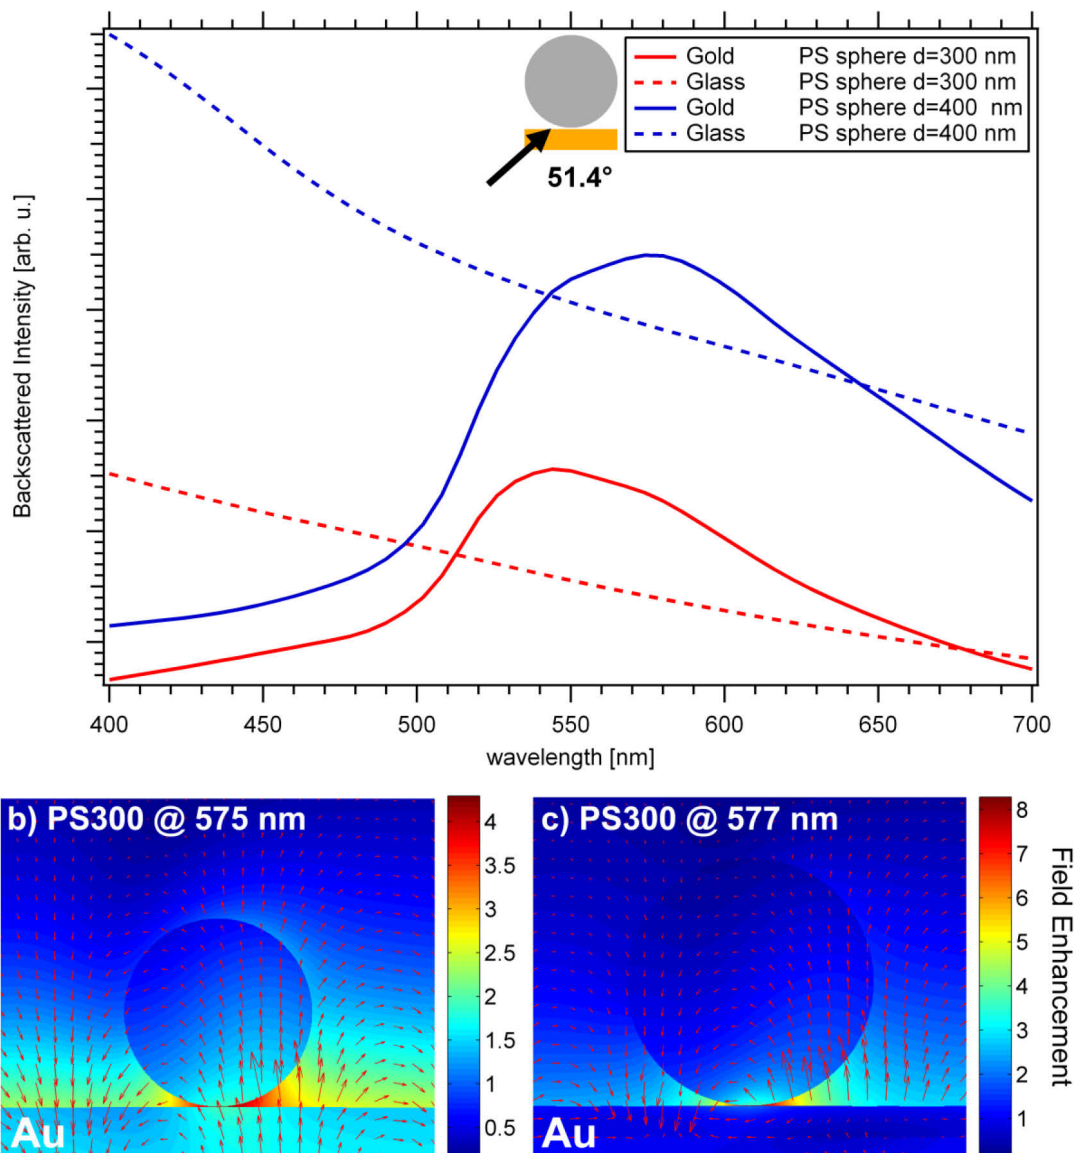 Gold PS sphere d=300 nm
Glass PS sphere d=300 nm
Gold PS sphere d=400 nm
Glass PS sphere d=400 nm
51.4°
Backscattered Intensity [arb. u.]
400 450 500 550 600 650 700
wavelength [nm]
b) PS300 @ 575 nm
Au
4
3.5
3
2.5
2
1.5
1
0.5
c) PS300 @ 577 nm
Au
8
7
6
5
4
3
2
1
Field Enhancement